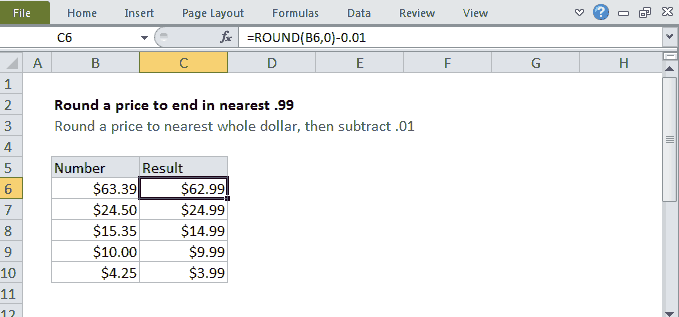 File Home Insert Page Layout Formulas Data Review View
C6 fx =ROUND(B6,0)-0.01
A B C D E F G H
1
2 Round a price to end in nearest .99
3 Round a price to nearest whole dollar, then subtract .01
4
5 Number Result
6 $63.39 $62.99
7 $24.50 $24.99
8 $15.35 $14.99
9 $10.00 $9.99
10 $4.25 $3.99
11
12